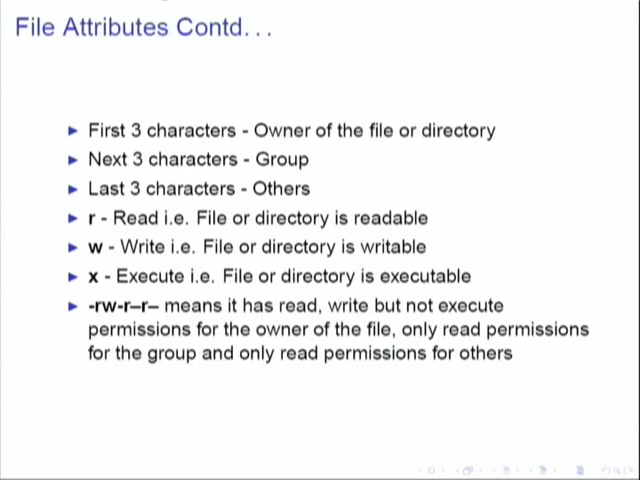 File Attributes Contd. . .
► First 3 characters - Owner of the file or directory
► Next 3 characters - Group
► Last 3 characters - Others
► r - Read i.e. File or directory is readable
► w - Write i.e. File or directory is writable
► x - Execute i.e. File or directory is executable
► -rw-r–r– means it has read, write but not execute
permissions for the owner of the file, only read permissions
for the group and only read permissions for others